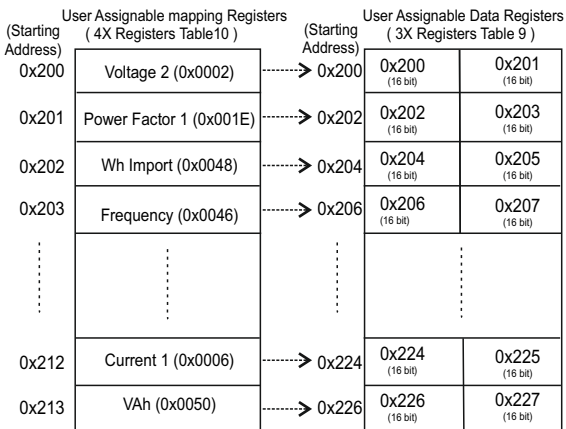 User Assignable mapping Registers
( 4X Registers Table10 )
User Assignable Data Registers
( 3X Registers Table 9 )
(Starting
Address)
(Starting
Address)
0x200 Voltage 2 (0x0002) 0x200 0x200 (16 bit) 0x201 (16 bit)
0x201 Power Factor 1 (0x001E) 0x202 0x202 (16 bit) 0x203 (16 bit)
0x202 Wh Import (0x0048) 0x204 0x204 (16 bit) 0x205 (16 bit)
0x203 Frequency (0x0046) 0x206 0x206 (16 bit) 0x207 (16 bit)
0x212 Current 1 (0x0006) 0x224 0x224 (16 bit) 0x225 (16 bit)
0x213 VAh (0x0050) 0x226 0x226 (16 bit) 0x227 (16 bit)